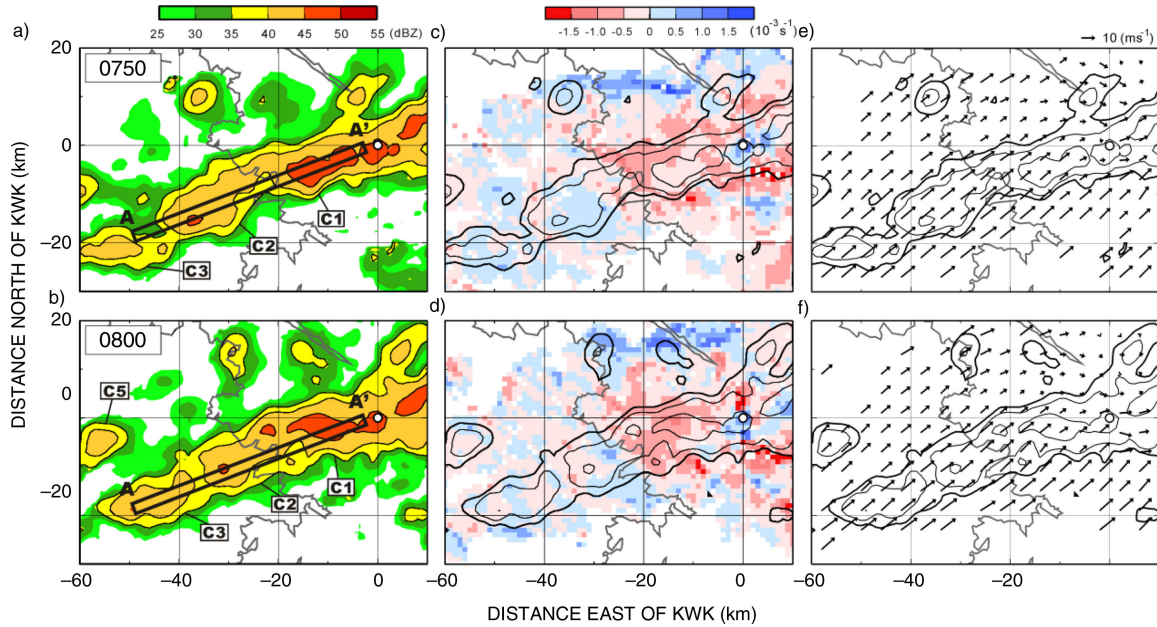 a)
25 30 35 40 45 50 55 (dBZ)
c)
-1.5 -1.0 -0.5 0 0.5 1.0 1.5 (10⁻³s⁻¹)
e)
10 (ms⁻¹)
DISTANCE NORTH OF KWK (km)
20
0
−20
0750
A'
A
C1
C2
C3
b)
d)
f)
20
0
−20
0800
C5
A'
A
C1
C2
C3
−60 −40 −20 0
−60 −40 −20 0
−60 −40 −20 0
DISTANCE EAST OF KWK (km)